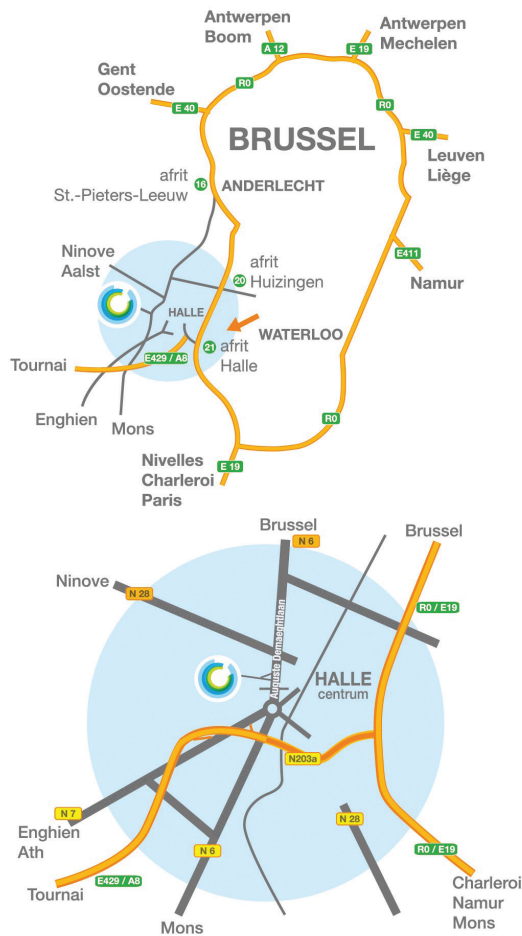 Antwerpen
Boom
Antwerpen
Mechelen
A 12
E 19
R0
Gent
Oostende
E 40
R0
BRUSSEL
E 40
Leuven
Liège
afrit
St.-Pieters-Leeuw
16
ANDERLECHT
Ninove
Aalst
afrit
Huizingen
20
E411
Namur
HALLE
WATERLOO
21
afrit
Halle
Tournai
E429 / A8
Enghien
Mons
R0
Nivelles
Charleroi
Paris
E 19
Brussel
N 6
Brussel
Ninove
N 28
R0 / E19
Auguste Demaeghtlaan
HALLE
centrum
N203a
N 7
Enghien
Ath
N 6
N 28
R0 / E19
Tournai
E429 / A8
Mons
Charleroi
Namur
Mons